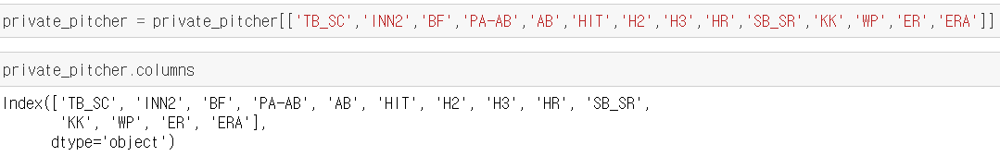 private_pitcher = private_pitcher[['TB_SC','INN2','BF','PA-AB','AB','HIT','H2','H3','HR','SB_SR','KK','WP','ER','ERA']]
private_pitcher.columns
Index(['TB_SC', 'INN2', 'BF', 'PA-AB', 'AB', 'HIT', 'H2', 'H3', 'HR', 'SB_SR',
'KK', 'WP', 'ER', 'ERA'],
dtype='object')